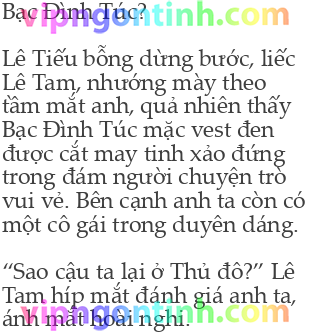 Bạc Đình Túc?
vipngontinh.com
Lê Tiếu bỗng dừng bước, liếc
Lê Tam, nhướng mày theo
tầm mắt anh, quả nhiên thấy
Bạc Đình Túc mặc vest đen
được cắt may tinh xảo đứng
trong đám người chuyện trò
vui vẻ. Bên cạnh anh ta còn có
một cô gái trong duyên dáng.
“Sao cậu ta lại ở Thủ đô?” Lê
Tam híp mắt đánh giá anh ta,
vipngontinh.com
ánh mắt hoài nghi.